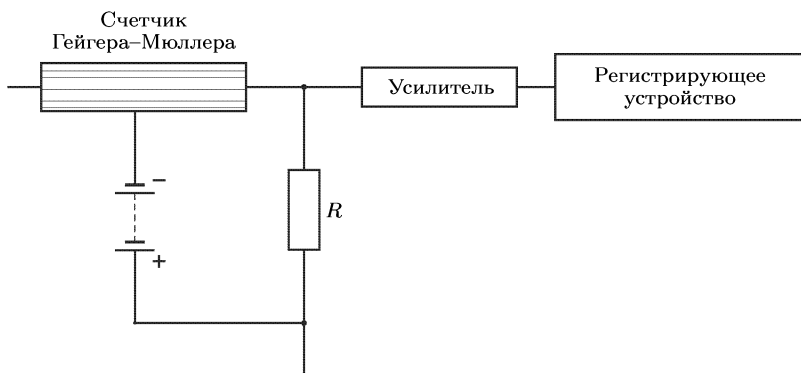 Счетчик
Гейгера–Мюллера
Усилитель
Регистрирующее
устройство
−
R
+